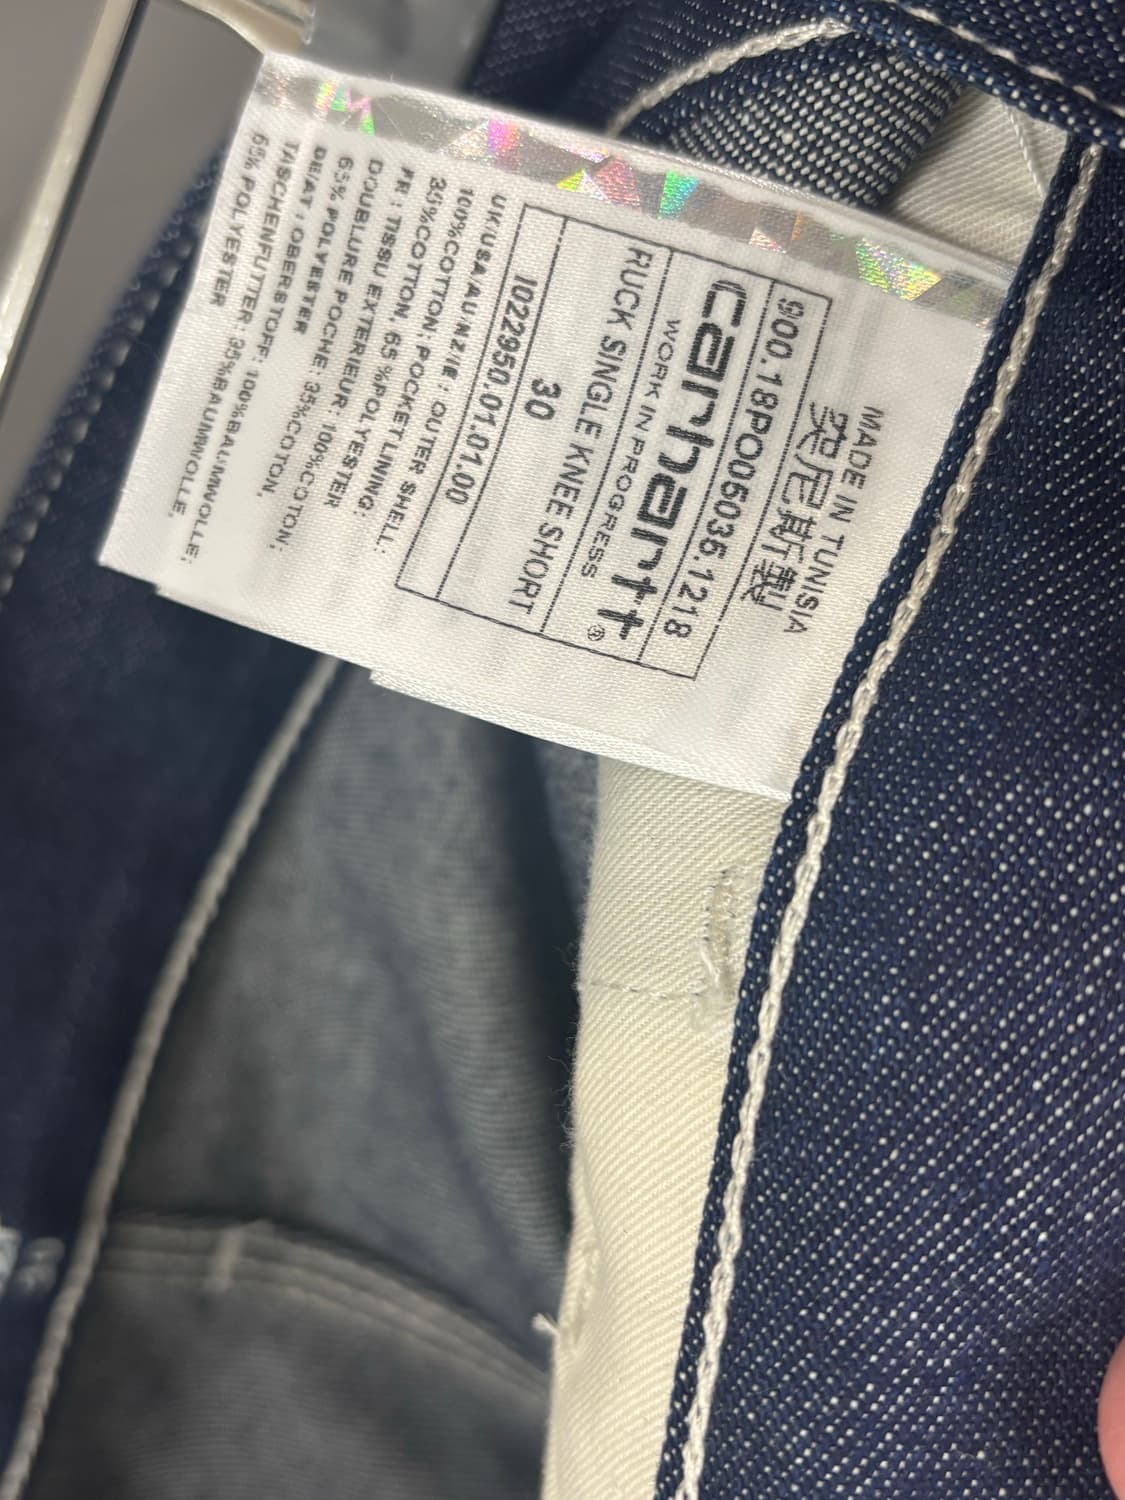 MADE IN TUNISIA
突尼斯製
900.18PO05036.1218
carhartt®
WORK IN PROGRESS
RUCK SINGLE KNEE SHORT
30
I022950.01.01.00
UK/USA/AU/NZ/IE: OUTER SHELL:
100%COTTON; POCKET LINING:
35%COTTON, 65%POLYESTER
FR: TISSU EXTERIEUR: 100%COTON;
DOUBLURE POCHE: 35%COTON,
65% POLYESTER
DE/AT: OBERSTOFF: 100%BAUMWOLLE;
TASCHENFUTTER: 35%BAUMWOLLE,
65% POLYESTER